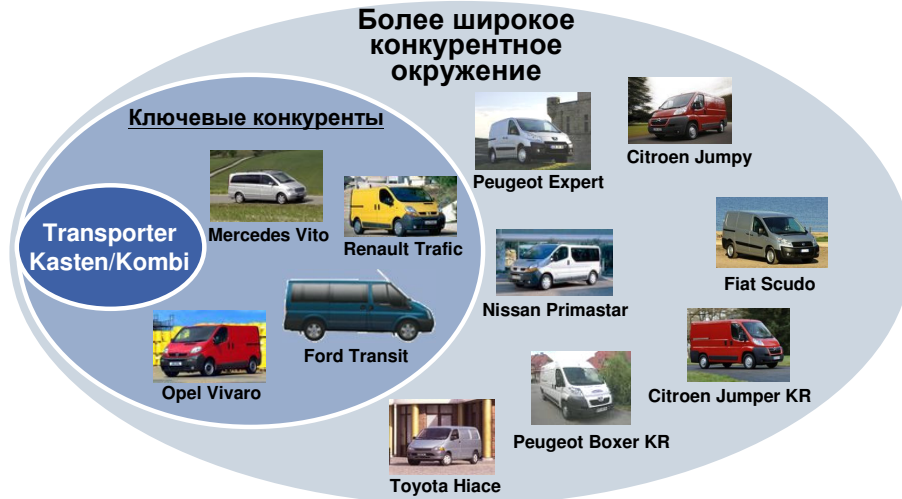 Более широкое
конкурентное
окружение
Ключевые конкуренты
Citroen Jumpy
Peugeot Expert
Transporter
Kasten/Kombi
Mercedes Vito
Renault Trafic
Fiat Scudo
Nissan Primastar
Ford Transit
Opel Vivaro
Citroen Jumper KR
Peugeot Boxer KR
Toyota Hiace